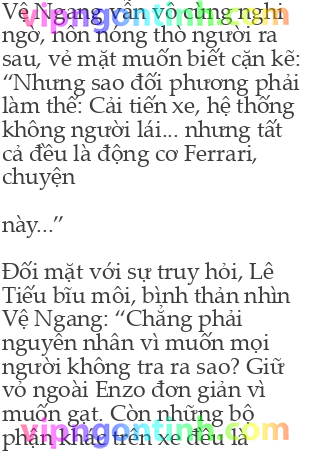 Vệ Ngang vẫn vô cùng nghi
ngờ, nôn nóng thò người ra
sau, vẻ mặt muốn biết cặn kẽ:
“Nhưng sao đối phương phải
làm thế: Cải tiến xe, hệ thống
không người lái... nhưng tất
cả đều là động cơ Ferrari,
chuyện
này...”
Đối mặt với sự truy hỏi, Lê
Tiếu bĩu môi, bình thản nhìn
Vệ Ngang: “Chẳng phải
nguyên nhân vì muốn mọi
người không tra ra sao? Giữ
vỏ ngoài Enzo đơn giản vì
muốn gạt. Còn những bộ
phận khác trên xe đều là
vipngontinh.com
vipngontinh.com